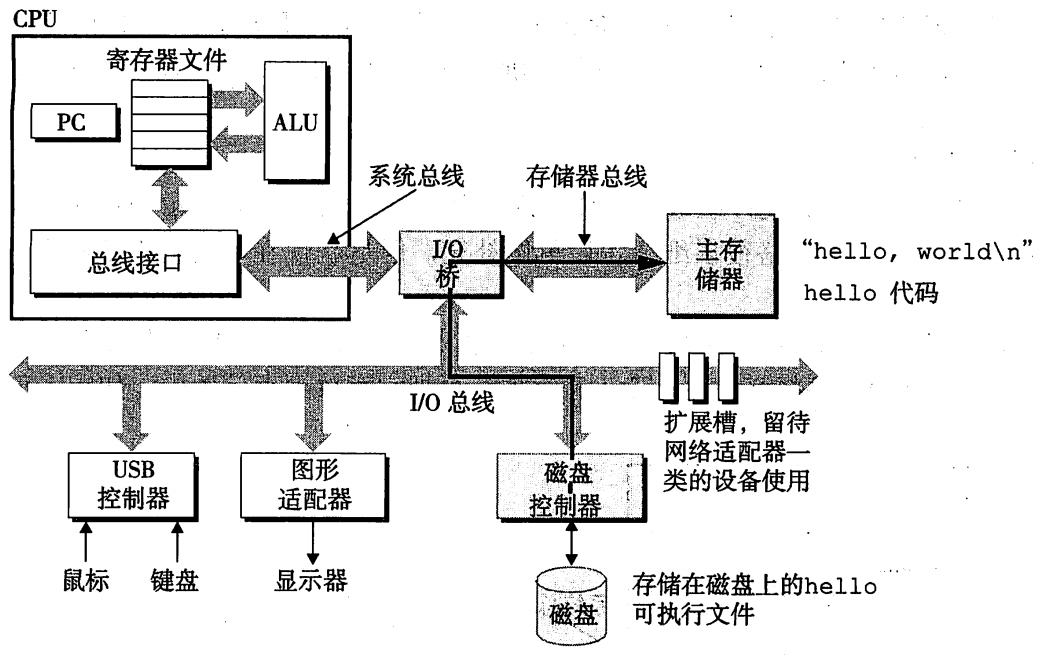 CPU
寄存器文件
PC
ALU
系统总线
存储器总线
总线接口
I/O
桥
主存
储器
“hello, world\n”
hello 代码
I/O 总线
扩展槽，留待
网络适配器一
类的设备使用
USB
控制器
图形
适配器
磁盘
控制器
鼠标
键盘
显示器
磁盘
存储在磁盘上的hello
可执行文件